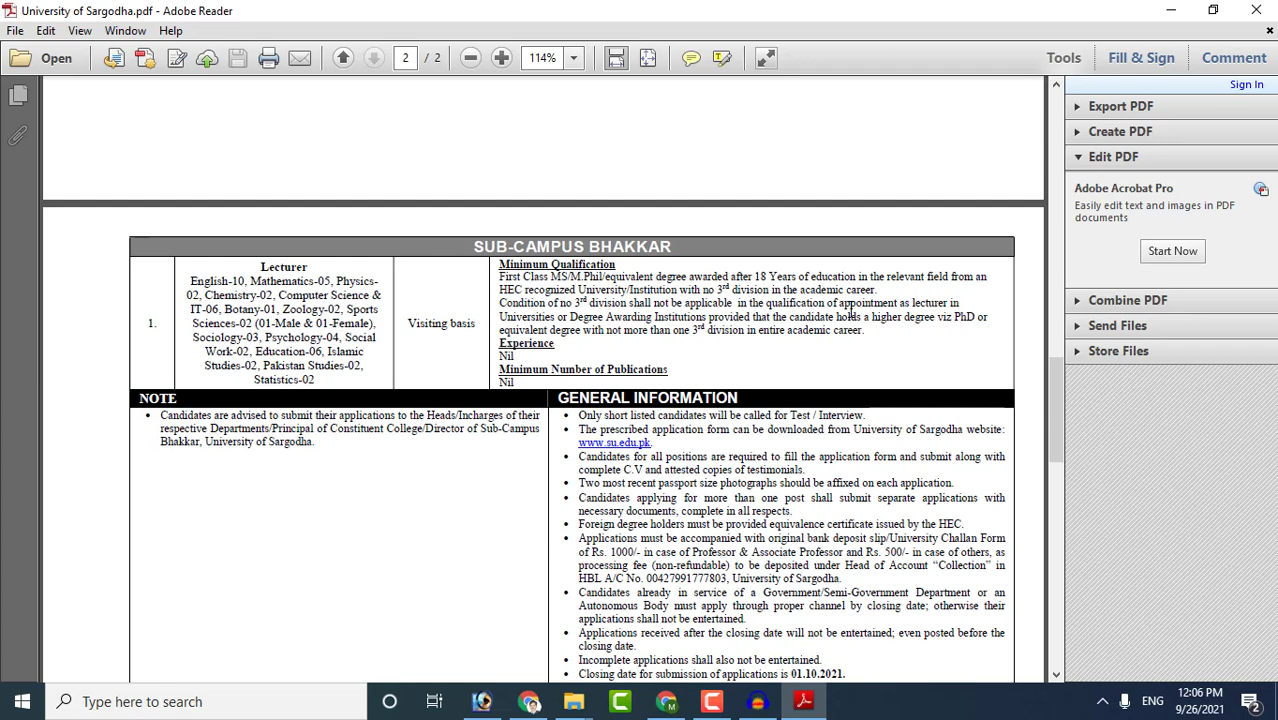 University of Sargodha.pdf - Adobe Reader
File Edit View Window Help
Open
2 / 2
114%
Tools Fill & Sign Comment
Sign In
Export PDF
Create PDF
Edit PDF
Adobe Acrobat Pro
Easily edit text and images in PDF
documents
Start Now
Combine PDF
Send Files
Store Files
SUB-CAMPUS BHAKKAR
1.
Lecturer
English-10, Mathematics-05, Physics-
02, Chemistry-02, Computer Science &
IT-06, Botany-01, Zoology-02, Sports
Sciences-02 (01-Male & 01-Female),
Sociology-03, Psychology-04, Social
Work-02, Education-06, Islamic
Studies-02, Pakistan Studies-02,
Statistics-02
Visiting basis
Minimum Qualification
First Class MS/M.Phil/equivalent degree awarded after 18 Years of education in the relevant field from an
HEC recognized University/Institution with no 3rd division in the academic career.
Condition of no 3rd division shall not be applicable in the qualification of appointment as lecturer in
Universities or Degree Awarding Institutions provided that the candidate holds a higher degree viz PhD or
equivalent degree with not more than one 3rd division in entire academic career.
Experience
Nil
Minimum Number of Publications
Nil
NOTE
• Candidates are advised to submit their applications to the Heads/Incharges of their
respective Departments/Principal of Constituent College/Director of Sub-Campus
Bhakkar, University of Sargodha.
GENERAL INFORMATION
• Only short listed candidates will be called for Test / Interview.
• The prescribed application form can be downloaded from University of Sargodha website:
www.su.edu.pk.
• Candidates for all positions are required to fill the application form and submit along with
complete C.V and attested copies of testimonials.
• Two most recent passport size photographs should be affixed on each application.
• Candidates applying for more than one post shall submit separate applications with
necessary documents, complete in all respects.
• Foreign degree holders must be provided equivalence certificate issued by the HEC.
• Applications must be accompanied with original bank deposit slip/University Challan Form
of Rs. 1000/- in case of Professor & Associate Professor and Rs. 500/- in case of others, as
processing fee (non-refundable) to be deposited under Head of Account “Collection” in
HBL A/C No. 00427991777803, University of Sargodha.
• Candidates already in service of a Government/Semi-Government Department or an
Autonomous Body must apply through proper channel by closing date; otherwise their
applications shall not be entertained.
• Applications received after the closing date will not be entertained; even posted before the
closing date.
• Incomplete applications shall also not be entertained.
• Closing date for submission of applications is 01.10.2021.
Type here to search
ENG
12:06 PM
9/26/2021
2